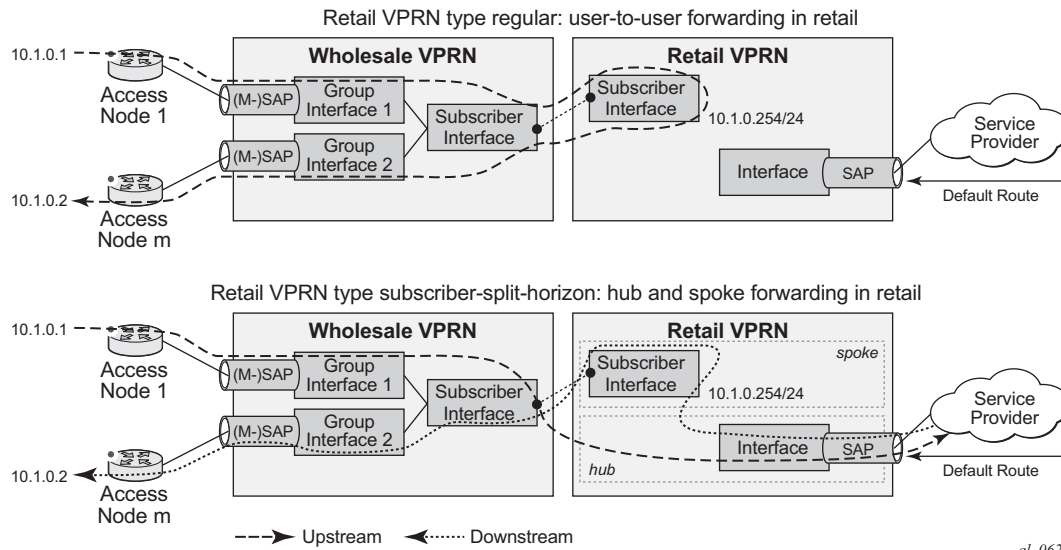 Retail VPRN type regular: user-to-user forwarding in retail
Wholesale VPRN
Retail VPRN
10.1.0.1
Access
Node 1
(M-)SAP
Group
Interface 1
Subscriber
Interface
Subscriber
Interface
10.1.0.254/24
(M-)SAP
Group
Interface 2
Interface
SAP
Service
Provider
Default Route
10.1.0.2
Access
Node m
Retail VPRN type subscriber-split-horizon: hub and spoke forwarding in retail
Wholesale VPRN
Retail VPRN
10.1.0.1
Access
Node 1
(M-)SAP
Group
Interface 1
Subscriber
Interface
Subscriber
Interface
spoke
10.1.0.254/24
(M-)SAP
Group
Interface 2
Interface
SAP
hub
Service
Provider
Default Route
10.1.0.2
Access
Node m
Upstream
Downstream